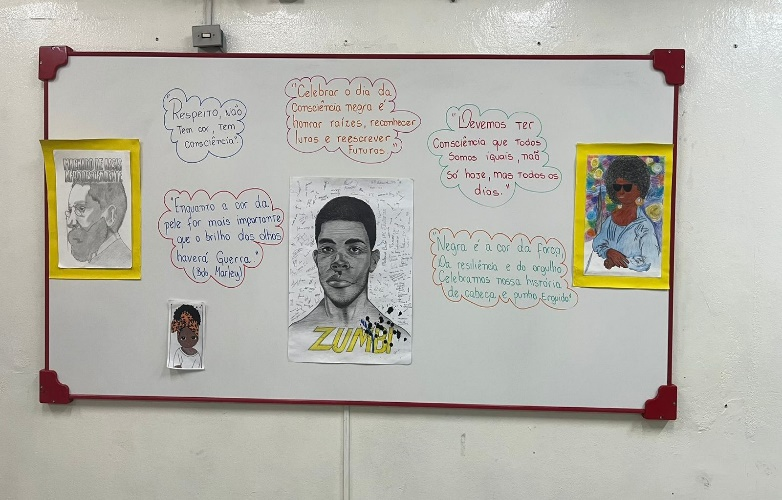 "Respeito, não
Tem cor, Tem
consciência"
"Celebrar o dia da
Consciência negra é
honrar raízes, reconhecer
lutas e reescrever
Futuros."
"Devemos Ter
Consciência que Todos
Somos iguais, não
Só hoje, mas Todos os
dias."
MACHADO DE ASSIS
"Enquanto a cor da
pele for mais importante
que o brilho dos olhos
haverá Guerra."
(Bob Marley)
"Negra é a cor da força,
Da resiliência e do orgulho
Celebramos nossa história
de cabeça e punho Erguido"
ZUMBI